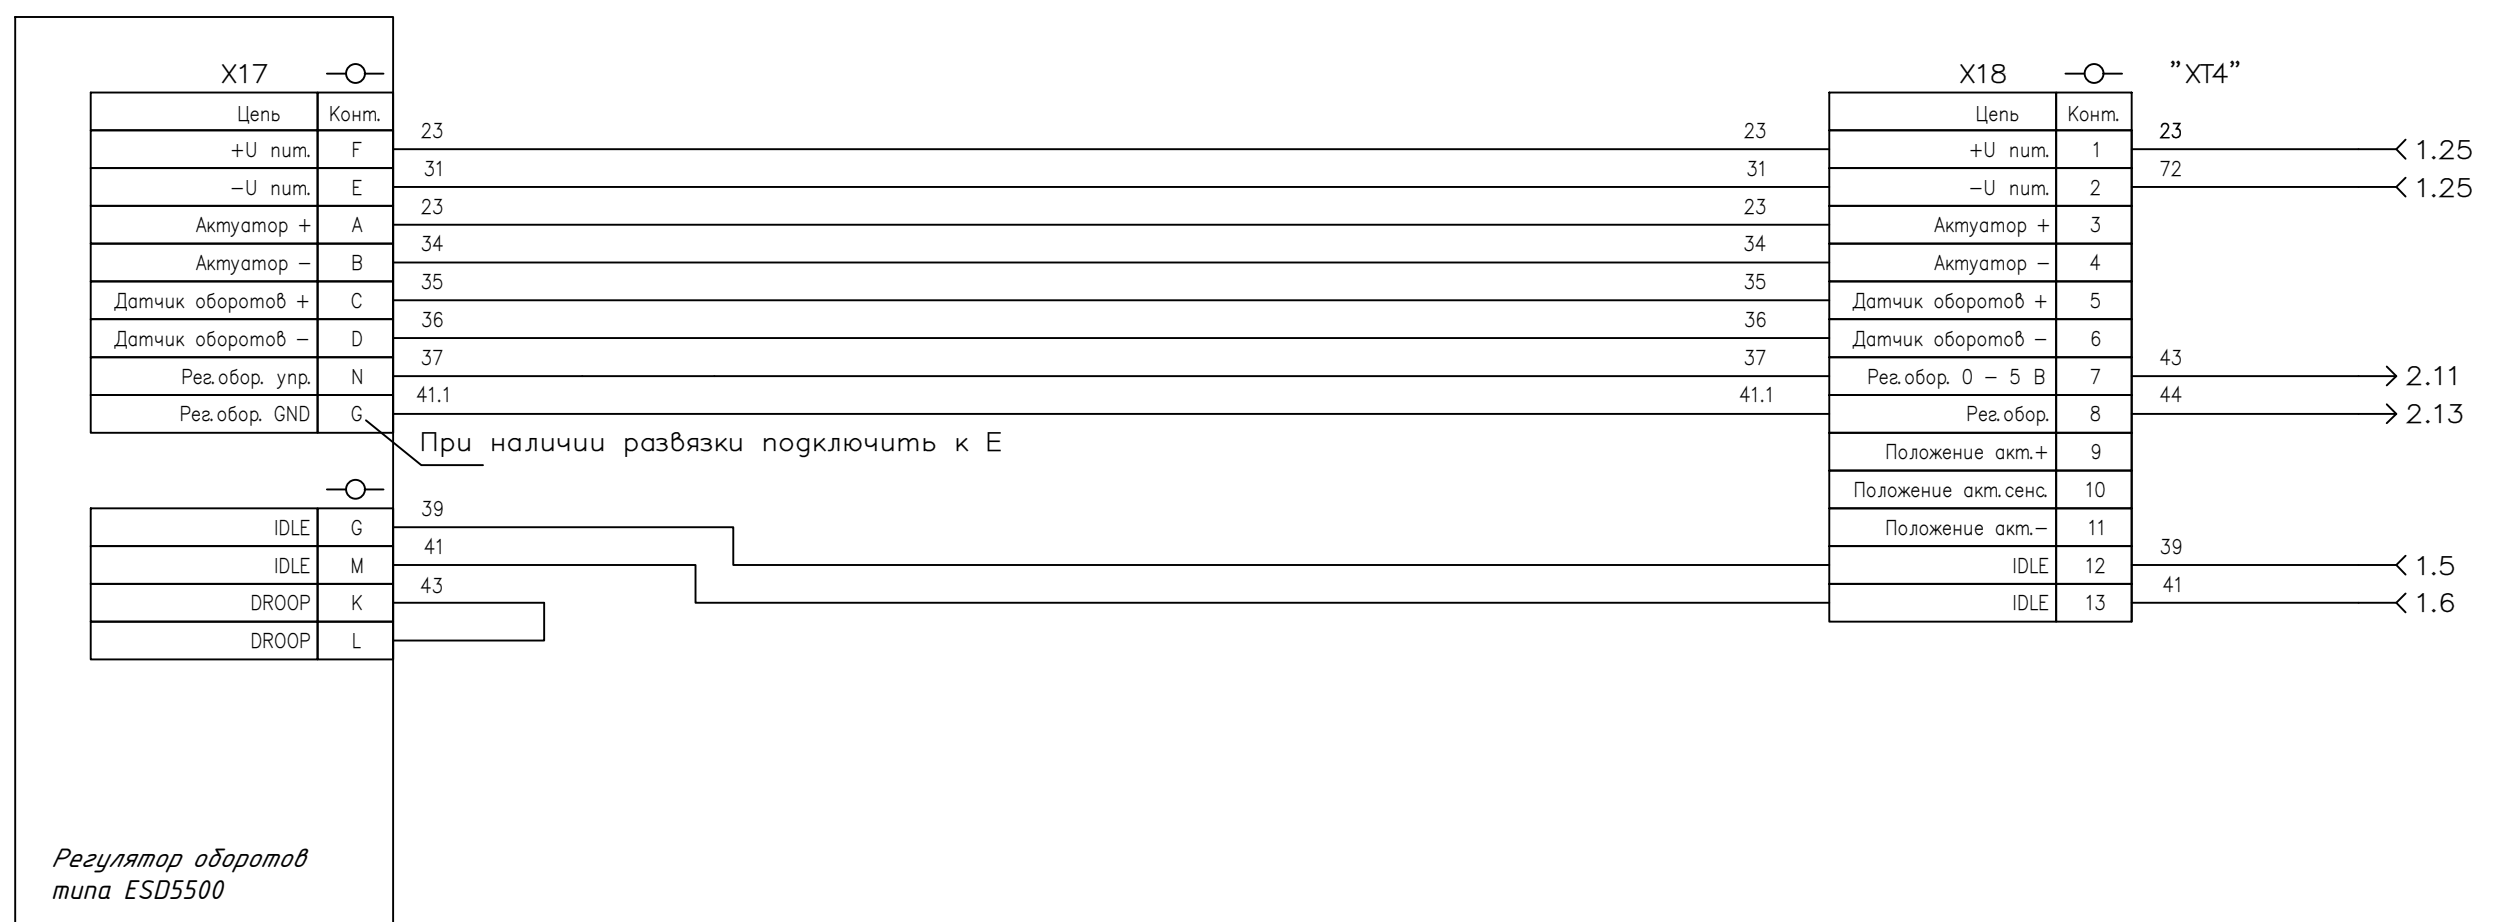 X17
X18 "XT4"
Цепь Конт.
Цепь Конт.
+U пит. F 23 23 +U пит. 1 23 1.25
-U пит. E 31 31 -U пит. 2 72 1.25
Актуатор + A 23 23 Актуатор + 3
Актуатор - B 34 34 Актуатор - 4
Датчик оборотов + C 35 35 Датчик оборотов + 5
Датчик оборотов - D 36 36 Датчик оборотов - 6
Рег.обор. упр. N 37 37 Рег.обор. 0 - 5 В 7 43 2.11
Рег.обор. GND G 41.1 41.1 Рег.обор. 8 44 2.13
При наличии развязки подключить к E
Положение акт.+ 9
Положение акт.сенс. 10
Положение акт.- 11
IDLE G 39 IDLE 12 39 1.5
IDLE M 41 IDLE 13 41 1.6
DROOP K 43
DROOP L
Регулятор оборотов
типа ESD5500